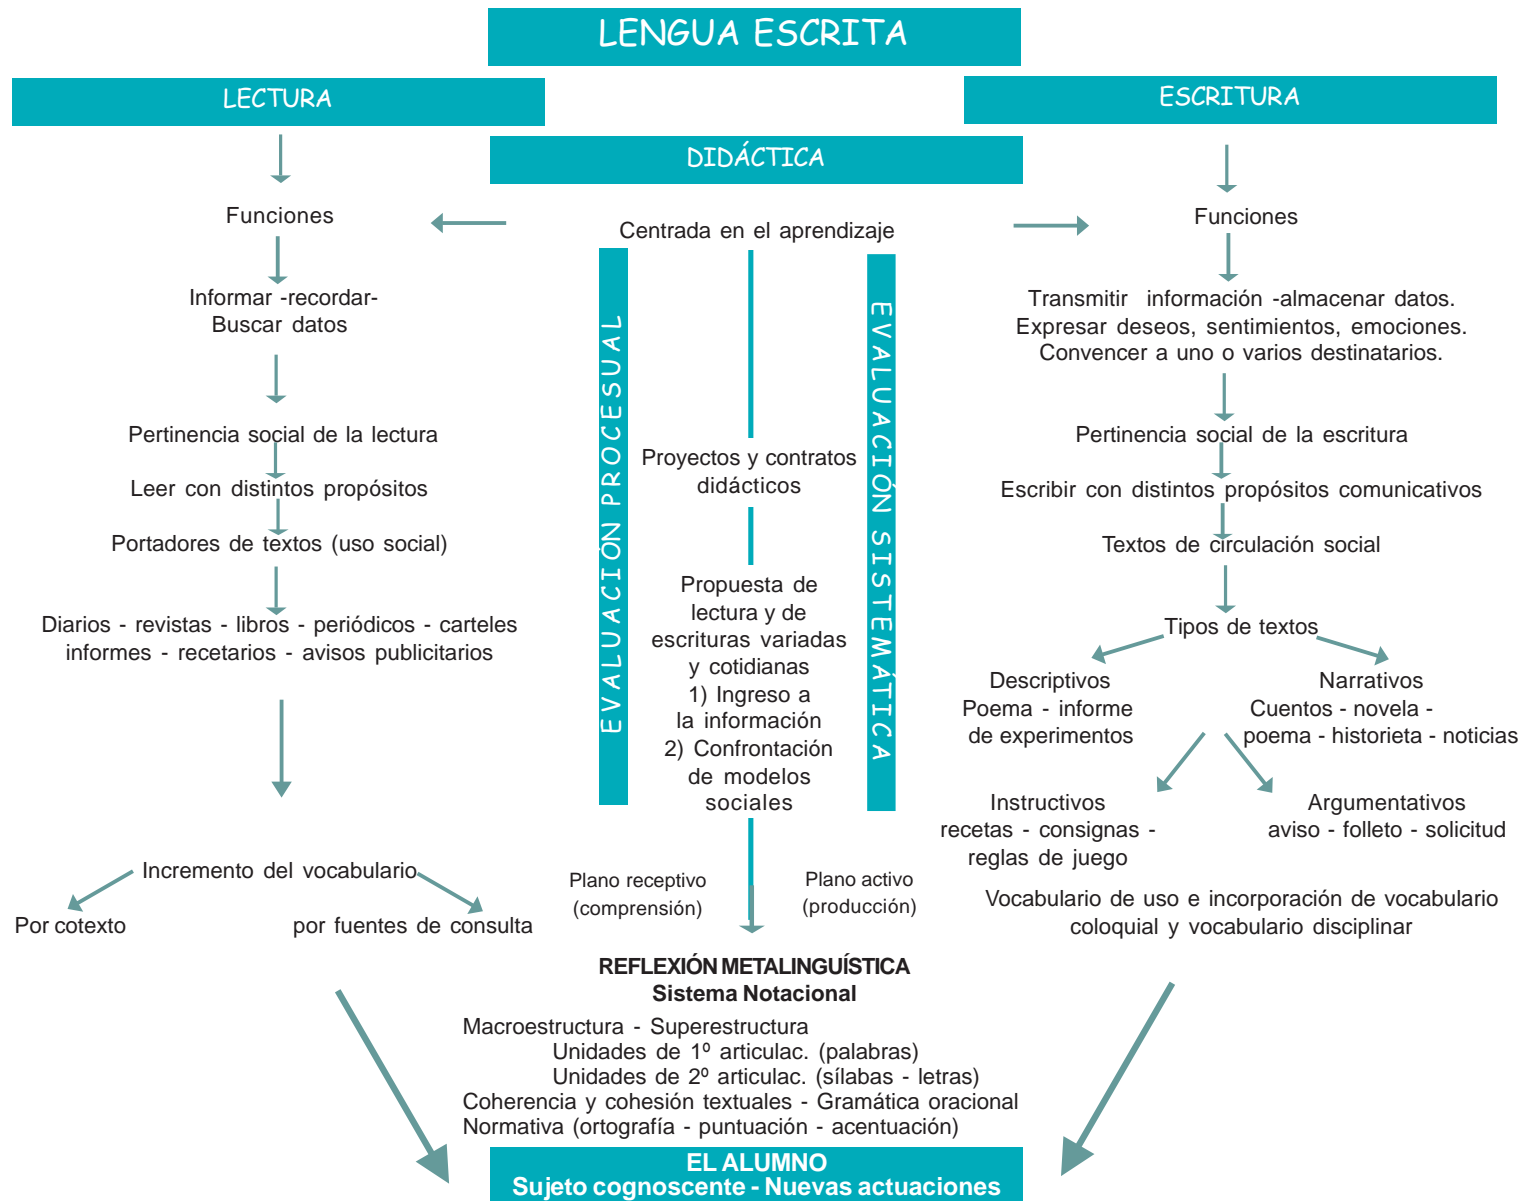 LENGUA ESCRITA
LECTURA
Funciones
Informar -recordar-
Buscar datos
Pertinencia social de la lectura
Leer con distintos propósitos
Portadores de textos (uso social)
Diarios - revistas - libros - periódicos - carteles
informes - recetarios - avisos publicitarios
Incremento del vocabulario
Por cotexto
por fuentes de consulta
DIDÁCTICA
Centrada en el aprendizaje
EVALUACIÓN PROCESUAL
Proyectos y contratos
didácticos
Propuesta de
lectura y de
escrituras variadas
y cotidianas
1) Ingreso a
la información
2) Confrontación
de modelos
sociales
EVALUACIÓN SISTEMÁTICA
Plano receptivo
(comprensión)
Plano activo
(producción)
ESCRITURA
Funciones
Transmitir información -almacenar datos.
Expresar deseos, sentimientos, emociones.
Convencer a uno o varios destinatarios.
Pertinencia social de la escritura
Escribir con distintos propósitos comunicativos
Textos de circulación social
Tipos de textos
Descriptivos
Poema - informe
de experimentos
Narrativos
Cuentos - novela -
poema - historieta - noticias
Instructivos
recetas - consignas -
reglas de juego
Argumentativos
aviso - folleto - solicitud
Vocabulario de uso e incorporación de vocabulario
coloquial y vocabulario disciplinar
REFLEXIÓN METALINGUÍSTICA
Sistema Notacional
Macroestructura - Superestructura
Unidades de 1º articulac. (palabras)
Unidades de 2º articulac. (sílabas - letras)
Coherencia y cohesión textuales - Gramática oracional
Normativa (ortografía - puntuación - acentuación)
EL ALUMNO
Sujeto cognoscente - Nuevas actuaciones